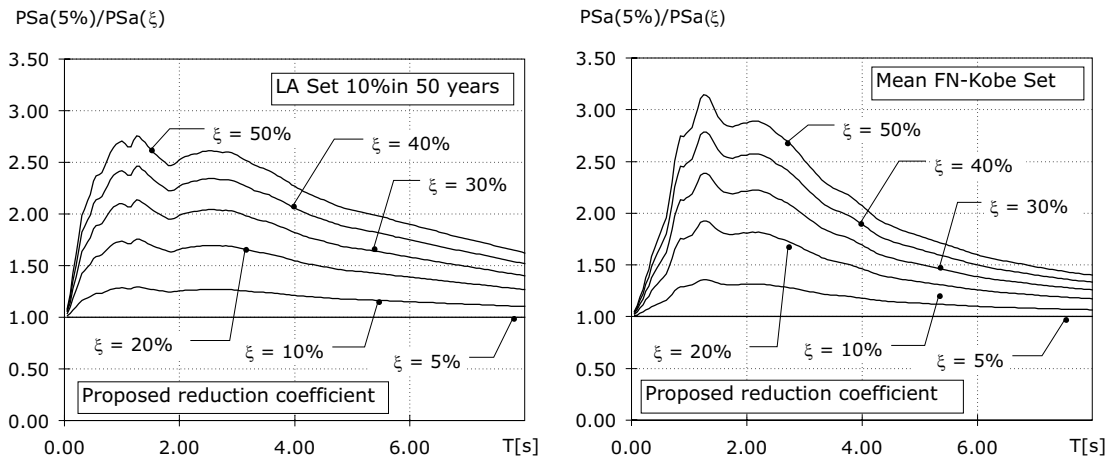 PSa(5%)/PSa(ξ)
3.50
3.00
2.50
2.00
1.50
1.00
0.50
0.00
0.00
2.00
4.00
6.00
T[s]
LA Set 10%in 50 years
ξ = 50%
ξ = 40%
ξ = 30%
ξ = 20%
ξ = 10%
ξ = 5%
Proposed reduction coefficient
PSa(5%)/PSa(ξ)
3.50
3.00
2.50
2.00
1.50
1.00
0.50
0.00
0.00
2.00
4.00
6.00
T[s]
Mean FN-Kobe Set
ξ = 50%
ξ = 40%
ξ = 30%
ξ = 20%
ξ = 10%
ξ = 5%
Proposed reduction coefficient